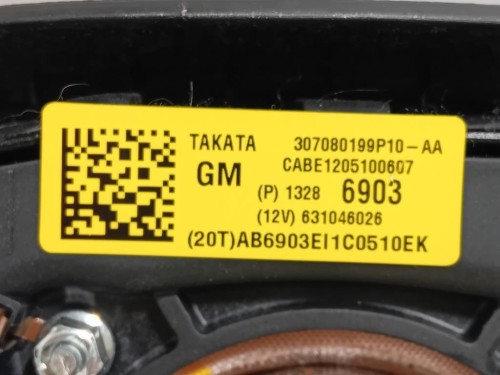 TAKATA 307080199P10-AA
GM CABE1205100607
(P) 1328 6903
(12V) 631046026
(20T)AB6903EI1C0510EK